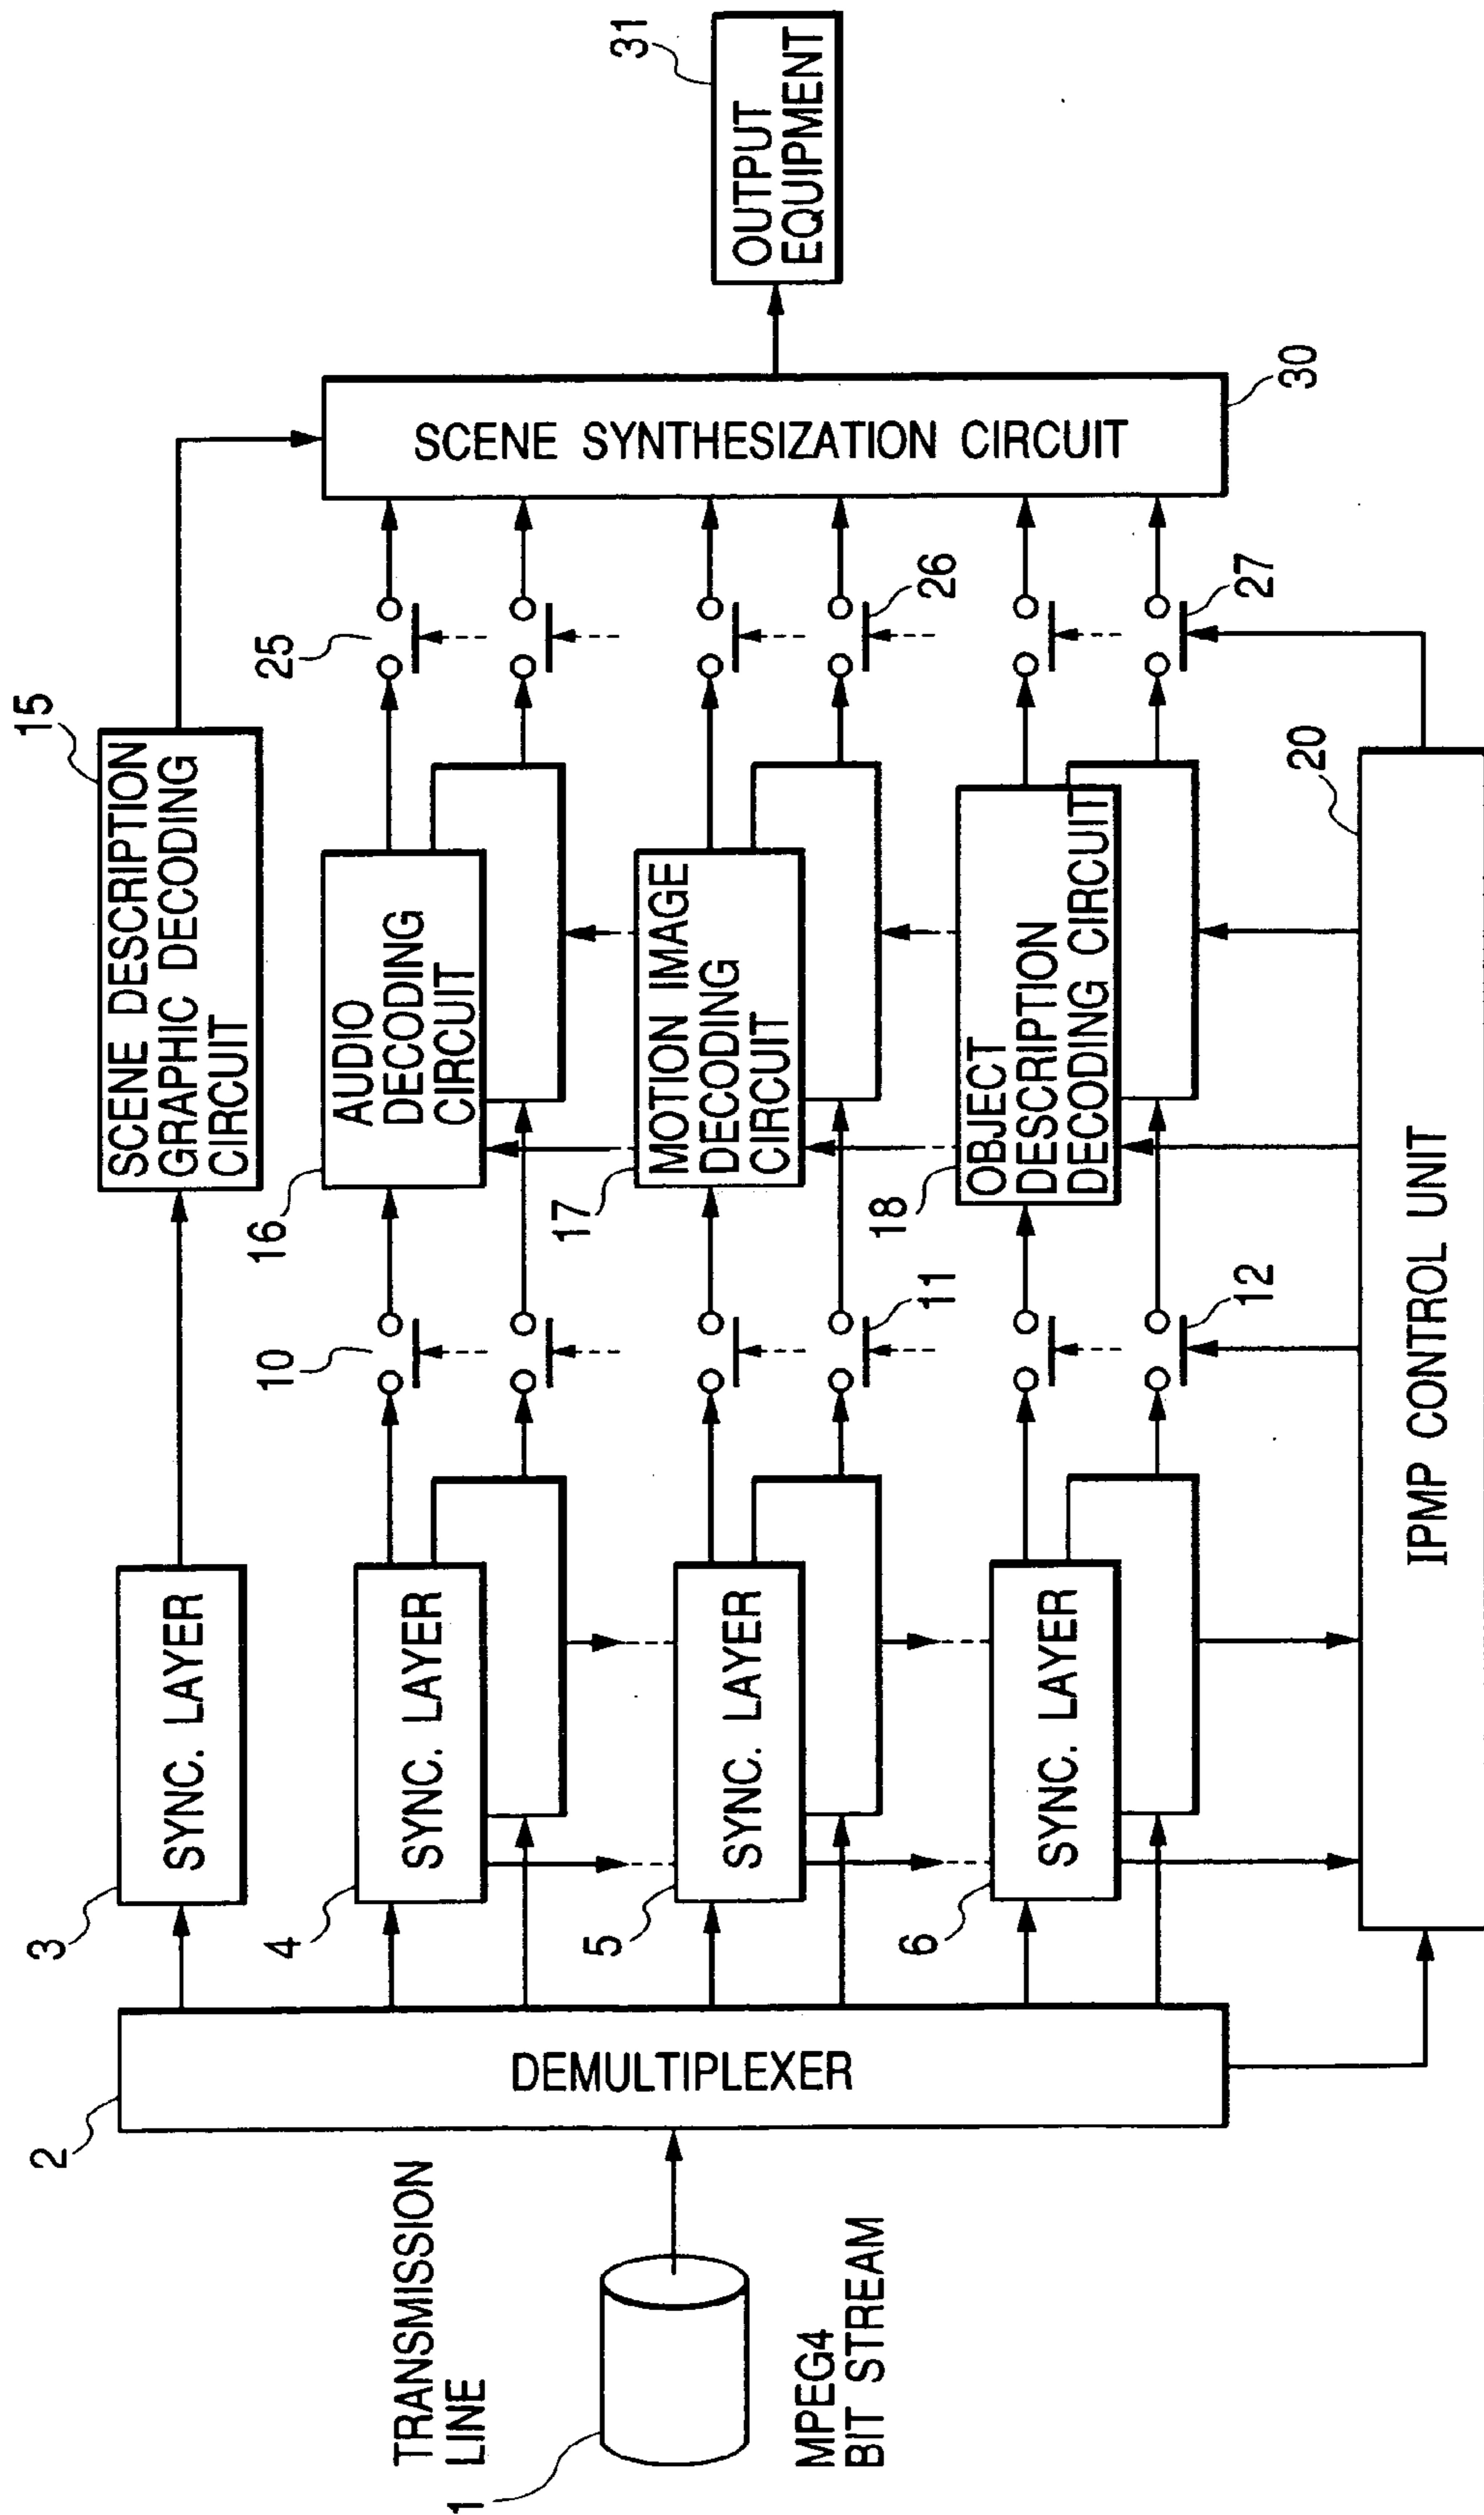 1
TRANSMISSION
LINE
MPEG4
BIT STREAM
2
DEMULTIPLEXER
3
SYNC. LAYER
4
SYNC. LAYER
5
SYNC. LAYER
6
SYNC. LAYER
10
11
12
15
SCENE DESCRIPTION
GRAPHIC DECODING
CIRCUIT
16
AUDIO
DECODING
CIRCUIT
17
MOTION IMAGE
DECODING
CIRCUIT
18
OBJECT
DESCRIPTION
DECODING CIRCUIT
20
IPMP CONTROL UNIT
25
26
27
SCENE SYNTHESIZATION CIRCUIT
30
31
OUTPUT
EQUIPMENT